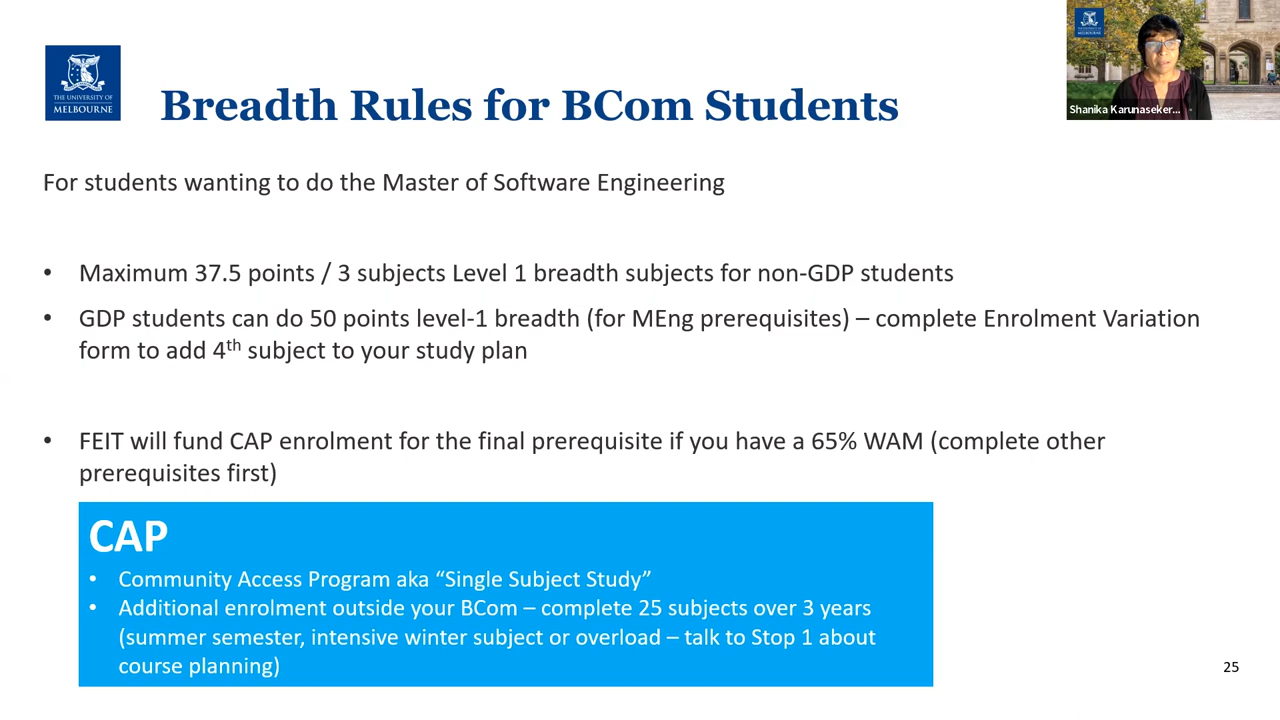 THE UNIVERSITY OF
MELBOURNE
Breadth Rules for BCom Students
Shanika Karunaseker...
For students wanting to do the Master of Software Engineering
• Maximum 37.5 points / 3 subjects Level 1 breadth subjects for non-GDP students
• GDP students can do 50 points level-1 breadth (for MEng prerequisites) – complete Enrolment Variation
form to add 4th subject to your study plan
• FEIT will fund CAP enrolment for the final prerequisite if you have a 65% WAM (complete other
prerequisites first)
CAP
• Community Access Program aka “Single Subject Study”
• Additional enrolment outside your BCom – complete 25 subjects over 3 years
(summer semester, intensive winter subject or overload – talk to Stop 1 about
course planning)
25